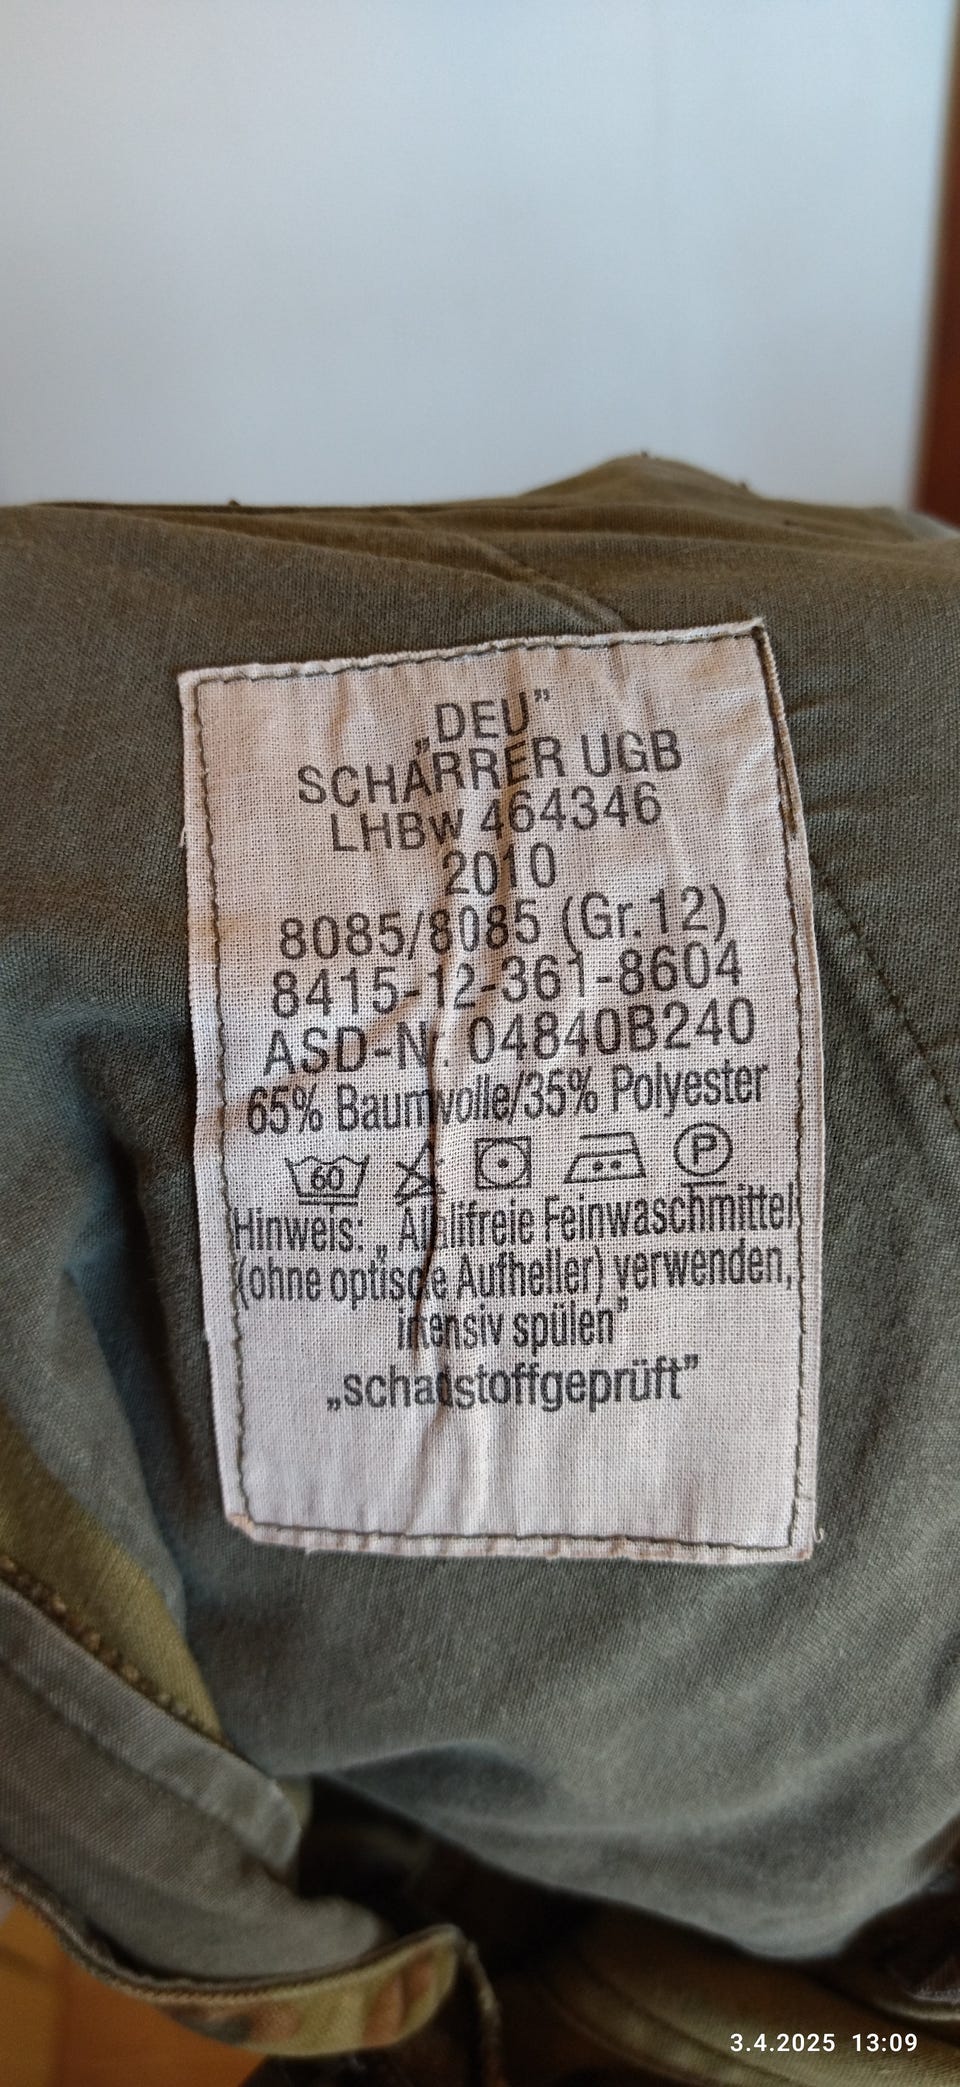 „DEU”
SCHÄRRER UGB
LHBw 464346
2010
8085/8085 (Gr.12)
8415-12-361-8604
ASD-Nr. 04840B240
65% Baumwolle/35% Polyester
60 P
Hinweis: „Alkalifreie Feinwaschmittel
(ohne optische Aufheller) verwenden,
intensiv spülen”
„schadstoffgeprüft”
3.4.2025 13:09